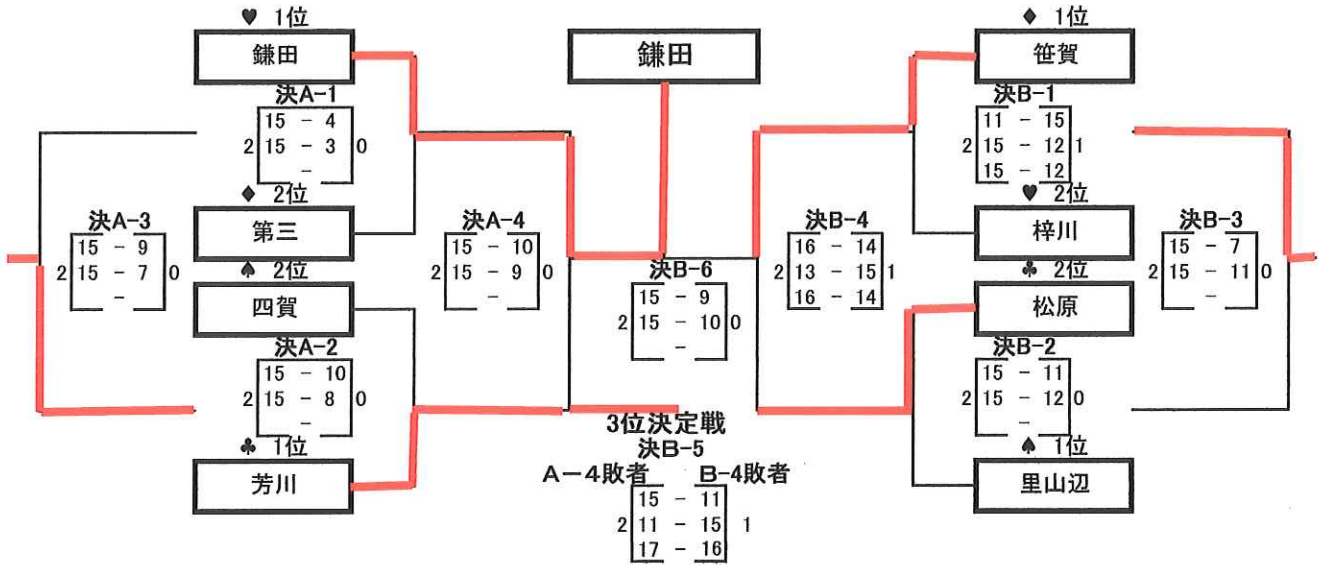 ♥ 1位
鎌田
決A-1
15 - 4
2 15 - 3 0
-
♦ 2位
第三
決A-3
15 - 9
2 15 - 7 0
-
♠ 2位
四賀
決A-2
15 - 10
2 15 - 8 0
-
♣ 1位
芳川
決A-4
15 - 10
2 15 - 9 0
-
鎌田
決B-6
15 - 9
2 15 - 10 0
-
3位決定戦
決B-5
A-4敗者 B-4敗者
15 - 11
2 11 - 15 1
17 - 16
決B-4
16 - 14
2 13 - 15 1
16 - 14
♦ 1位
笹賀
決B-1
11 - 15
2 15 - 12 1
15 - 12
♥ 2位
梓川
♣ 2位
松原
決B-2
15 - 11
2 15 - 12 0
-
♠ 1位
里山辺
決B-3
15 - 7
2 15 - 11 0
-